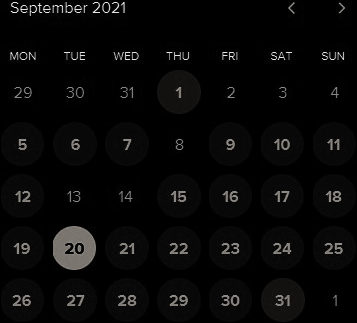 September 2021
MON TUE WED THU FRI SAT SUN
29 30 31 1 2 3 4
5 6 7 8 9 10 11
12 13 14 15 16 17 18
19 20 21 22 23 24 25
26 27 28 29 30 31 1